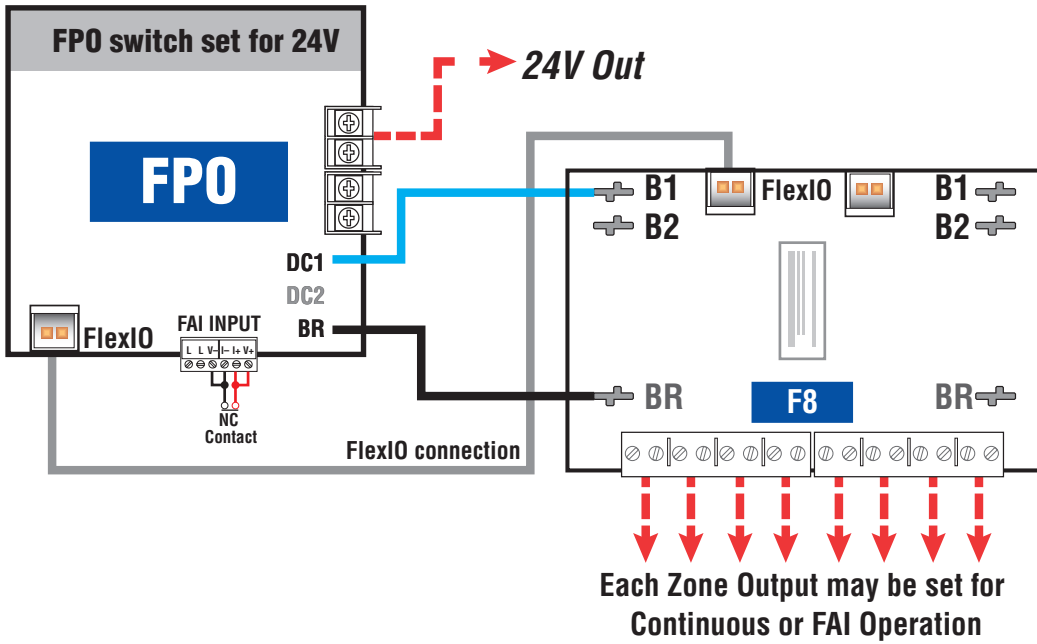 FPO switch set for 24V
24V Out
FPO
B1
FlexIO
B1
B2
B2
DC1
DC2
FAI INPUT
BR
FlexIO
L L V– I– I+ V+
NC
Contact
BR
F8
BR
FlexIO connection
Each Zone Output may be set for
Continuous or FAI Operation